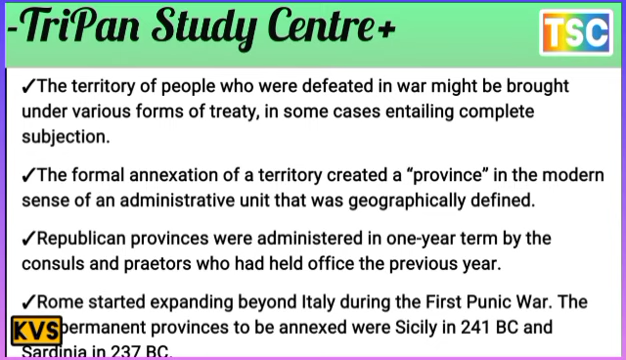 -TriPan Study Centre+
TSC
✓The territory of people who were defeated in war might be brought
under various forms of treaty, in some cases entailing complete
subjection.
✓The formal annexation of a territory created a “province” in the modern
sense of an administrative unit that was geographically defined.
✓Republican provinces were administered in one-year term by the
consuls and praetors who had held office the previous year.
✓Rome started expanding beyond Italy during the First Punic War. The
KVS permanent provinces to be annexed were Sicily in 241 BC and
Sardinia in 237 BC.